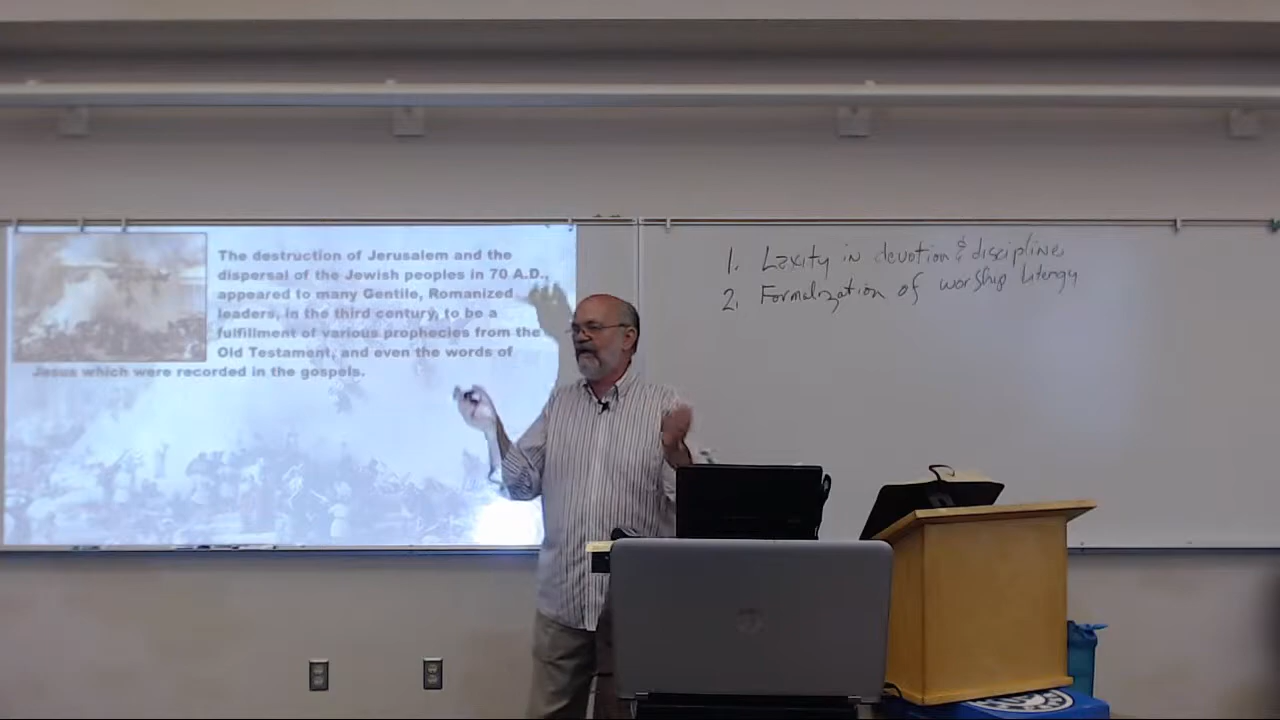 The destruction of Jerusalem and the
dispersal of the Jewish peoples in 70 A.D.,
appeared to many Gentile, Romanized
leaders, in the third century, to be a
fulfillment of various prophecies from the
Old Testament, and even the words of
Jesus which were recorded in the gospels.
1. Laxity in devotion & discipline
2. Formalization of worship litergy